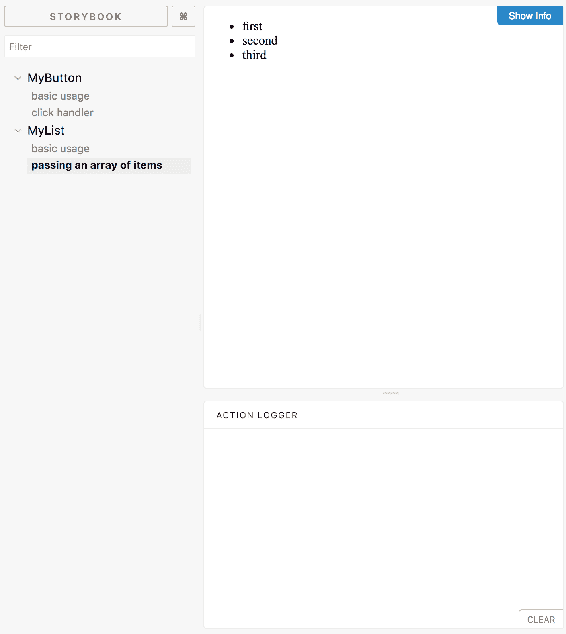 STORYBOOK
⌘
Filter
MyButton
basic usage
click handler
MyList
basic usage
passing an array of items
Show Info
first
second
third
ACTION LOGGER
CLEAR